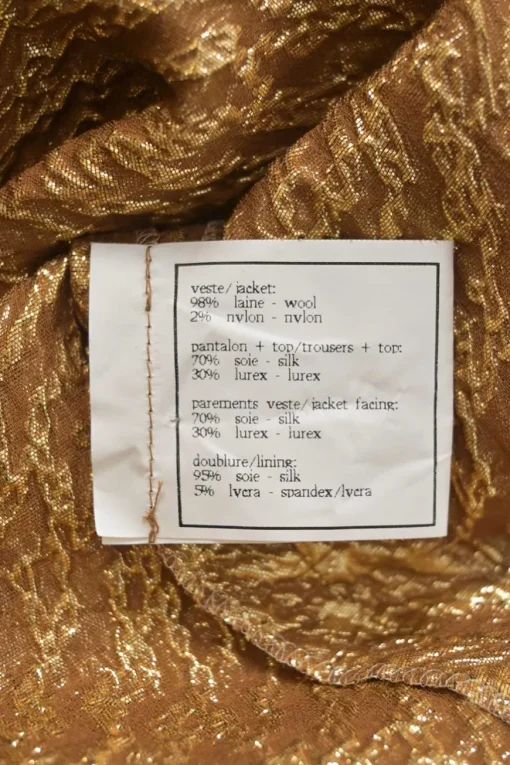 veste/jacket:
98% laine - wool
2% nylon - nylon
pantalon + top/trousers + top:
70% soie - silk
30% lurex - lurex
parements veste/jacket facing:
70% soie - silk
30% lurex - lurex
doublure/lining:
95% soie - silk
5% lycra - spandex/lycra